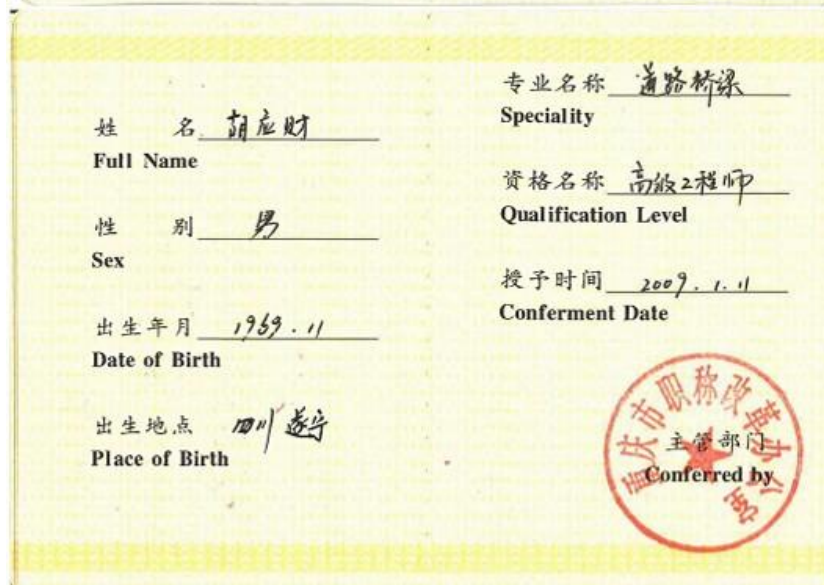 姓 名 胡应财
Full Name
性 别 男
Sex
出生年月 1969.11
Date of Birth
出生地点 四川 遂宁
Place of Birth
专业名称 道路桥梁
Speciality
资格名称 高级工程师
Qualification Level
授予时间 2009.1.11
Conferment Date
重庆市职称改革办公室
主管部门
Conferred by